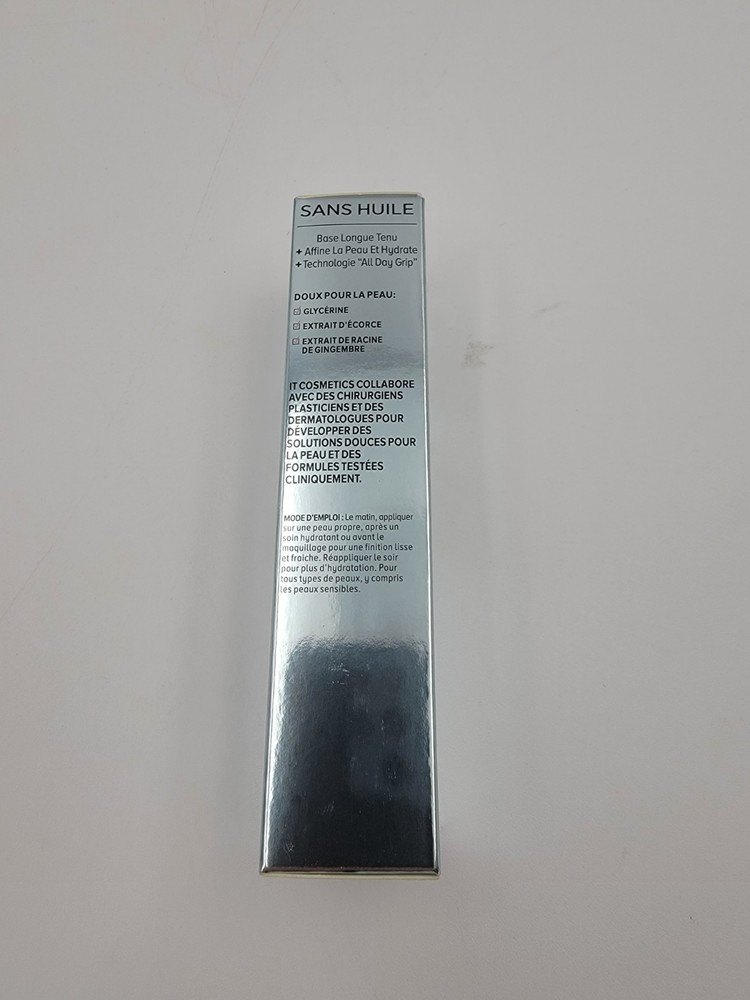 SANS HUILE
Base Longue Tenu
+ Affine La Peau Et Hydrate
+ Technologie "All Day Grip"
DOUX POUR LA PEAU:
☑ GLYCÉRINE
☑ EXTRAIT D'ÉCORCE
☑ EXTRAIT DE RACINE
DE GINGEMBRE
IT COSMETICS COLLABORE
AVEC DES CHIRURGIENS
PLASTICIENS ET DES
DERMATOLOGUES POUR
DÉVELOPPER DES
SOLUTIONS DOUCES POUR
LA PEAU ET DES
FORMULES TESTÉES
CLINIQUEMENT.
MODE D'EMPLOI : Le matin, appliquer
sur une peau propre, après un
soin hydratant ou avant le
maquillage pour une finition lisse
et fraîche. Réappliquer le soir
pour plus d'hydratation. Pour
tous types de peaux, y compris
les peaux sensibles.